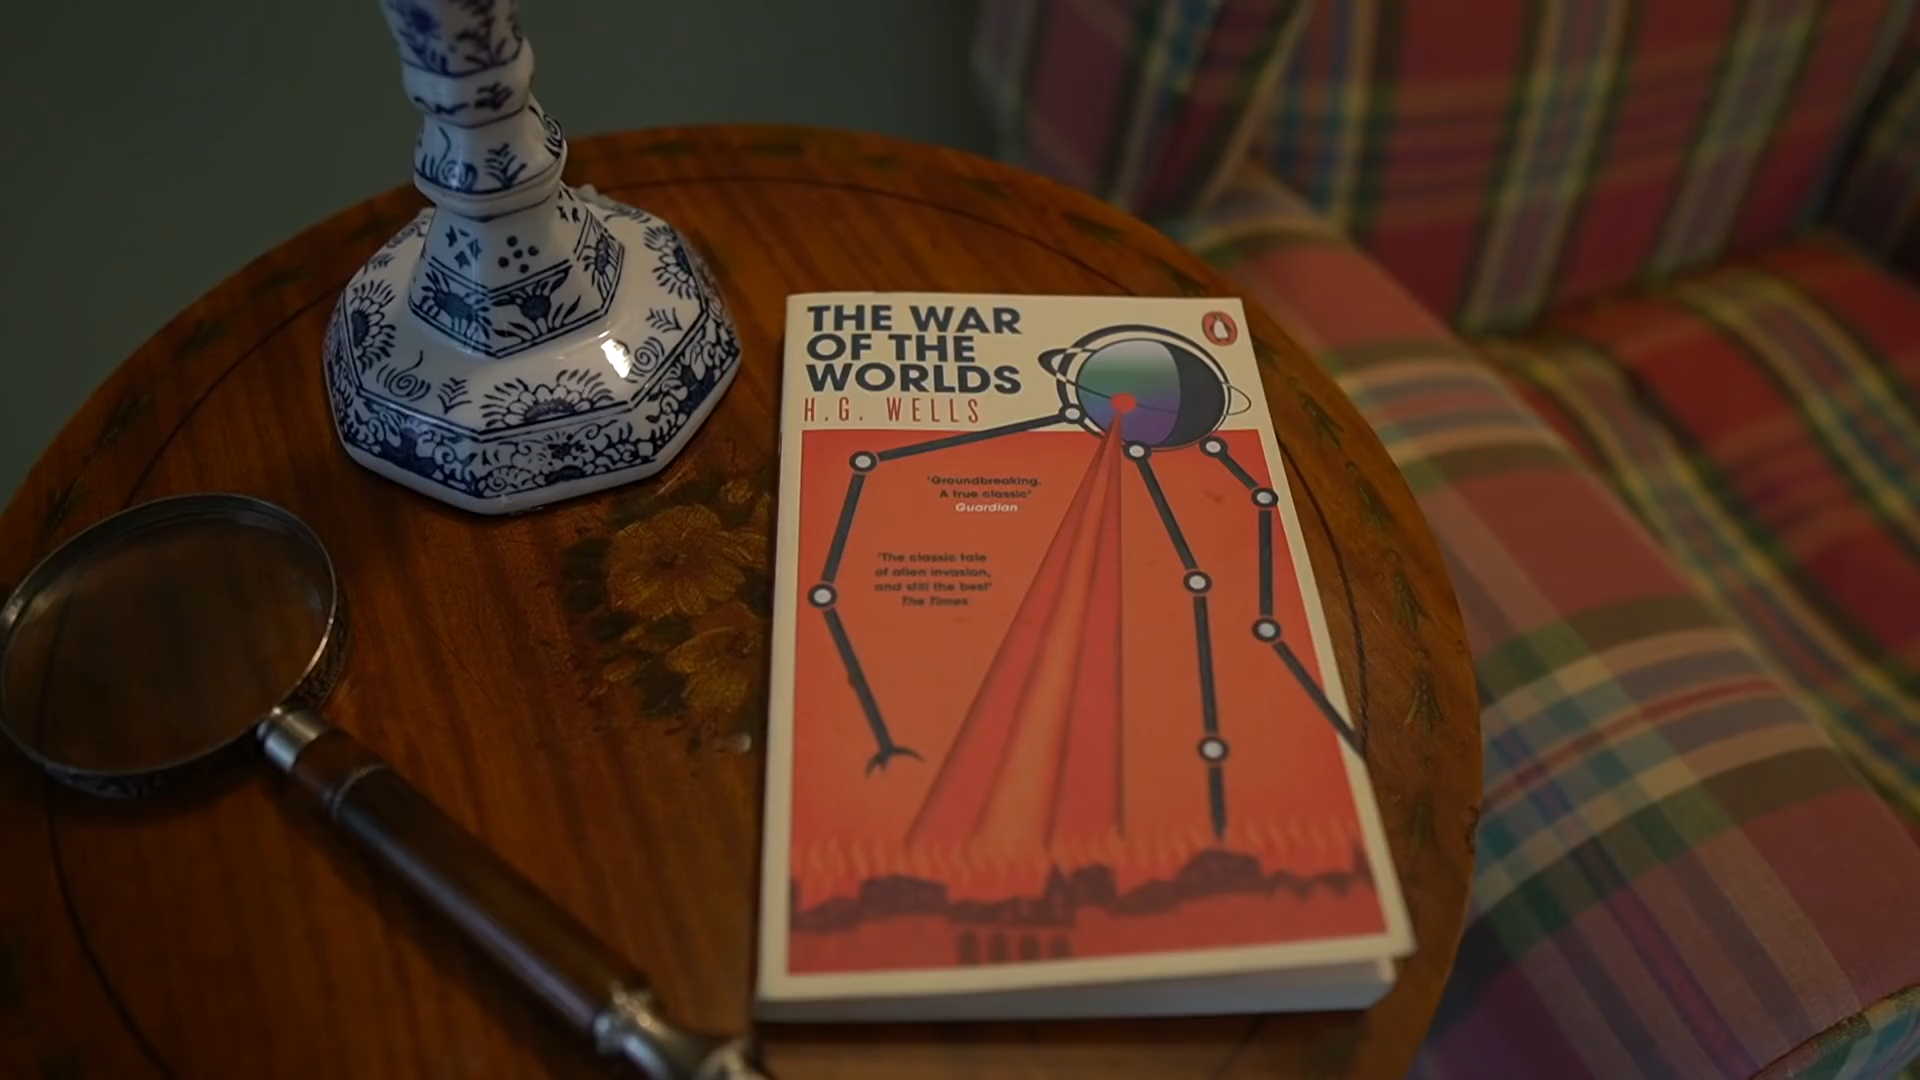 THE WAR
OF THE
WORLDS
H.G. WELLS
'Groundbreaking.
A true classic'
Guardian
'The classic tale
of alien invasion,
and still the best'
The Times